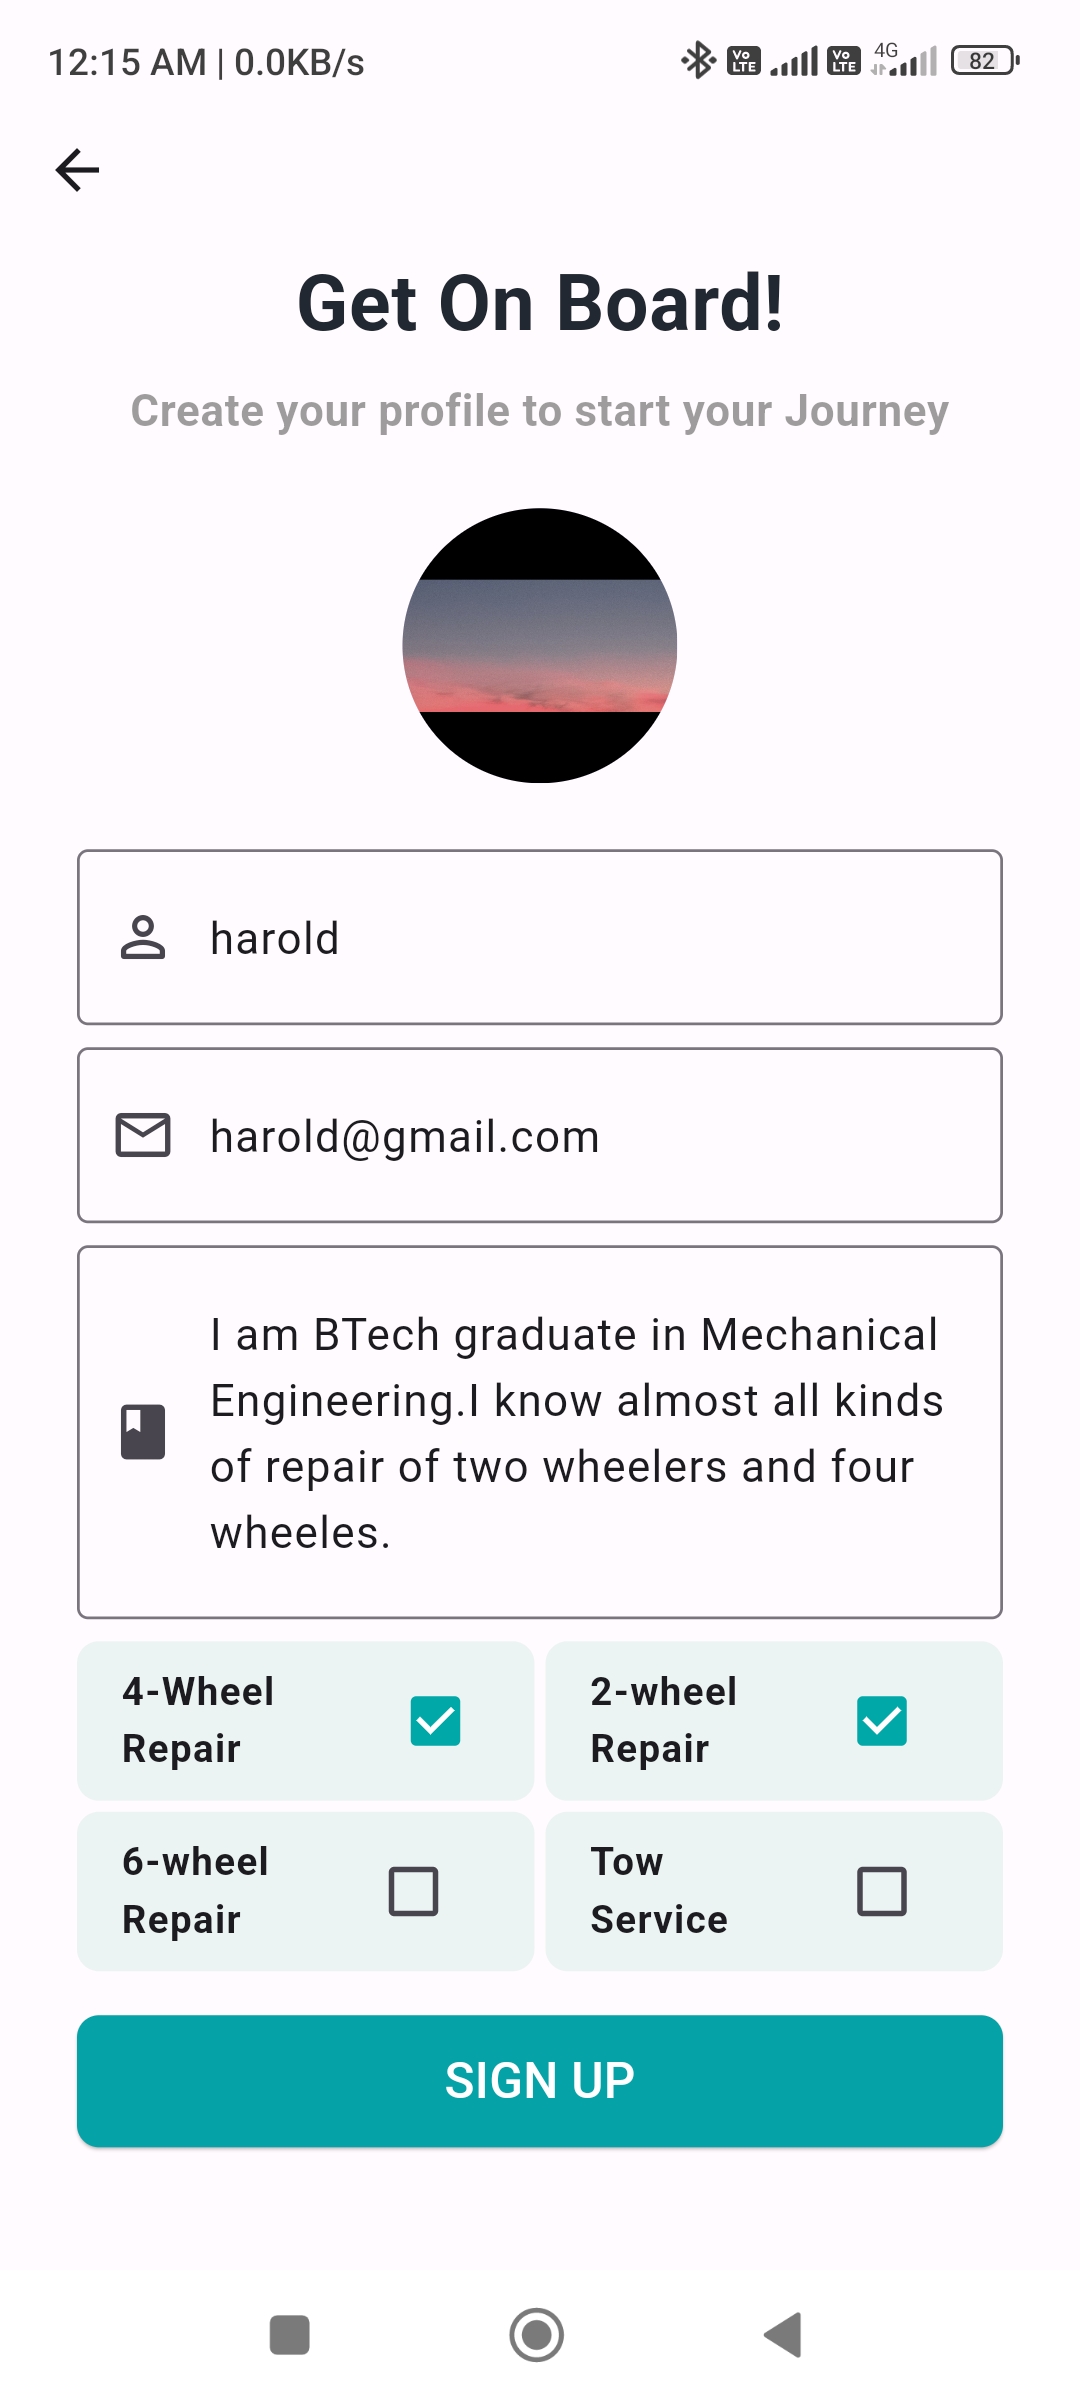 12:15 AM | 0.0KB/s
Vo LTE
Vo LTE
4G
82
Get On Board!
Create your profile to start your Journey
harold
harold@gmail.com
I am BTech graduate in Mechanical
Engineering.I know almost all kinds
of repair of two wheelers and four
wheeles.
4-Wheel
Repair
2-wheel
Repair
6-wheel
Repair
Tow
Service
SIGN UP